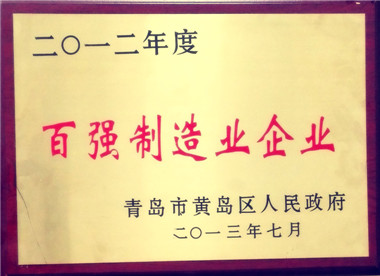 二〇一二年度
百强制造业企业
青岛市黄岛区人民政府
二〇一三年七月